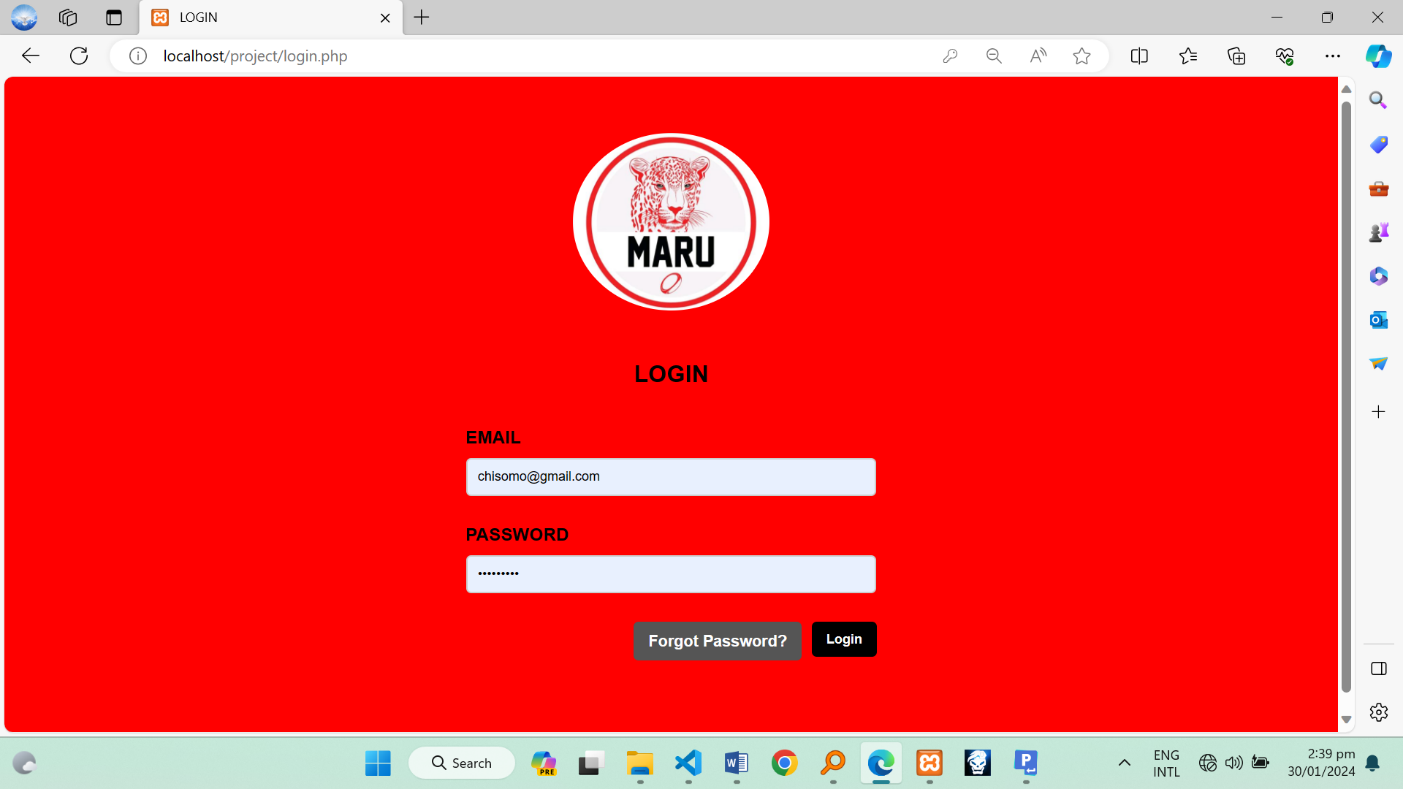 LOGIN
localhost/project/login.php
MARU
LOGIN
EMAIL
chisomo@gmail.com
PASSWORD
•••••••••
Forgot Password?
Login
Search
PRE
ENG
INTL
2:39 pm
30/01/2024